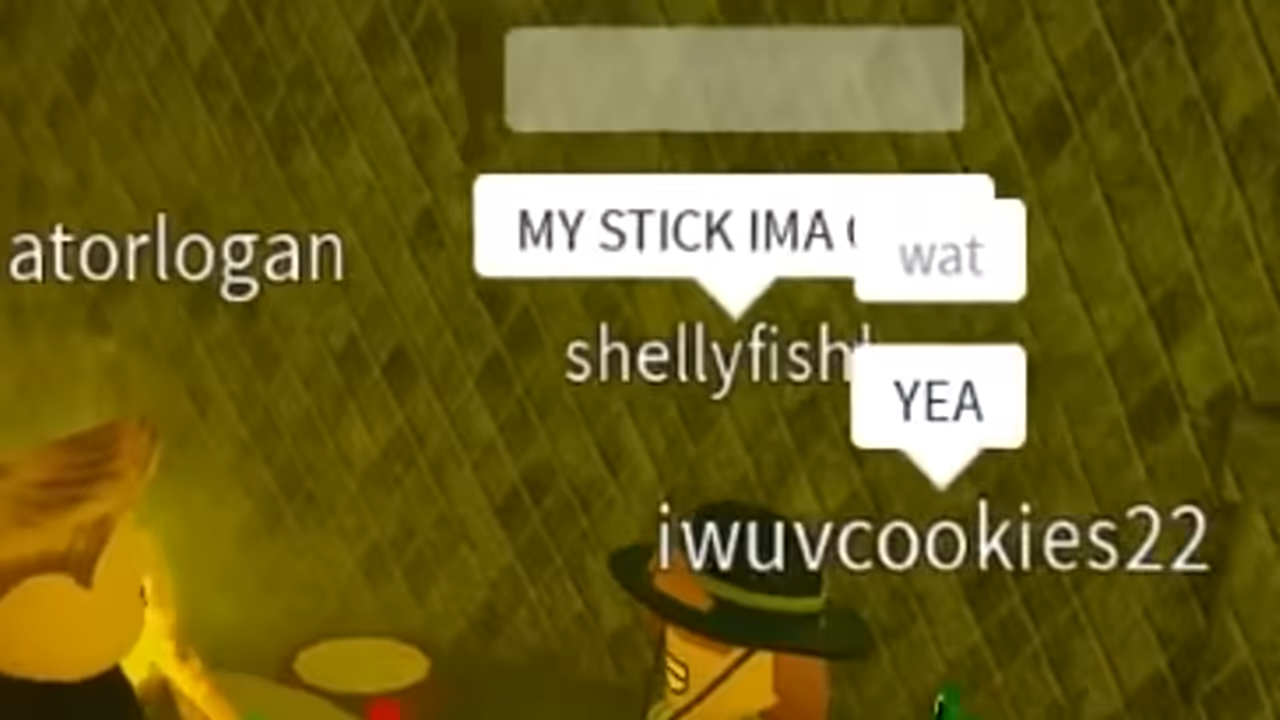 atorlogan
MY STICK IMA
wat
shellyfish
YEA
iwuvcookies22